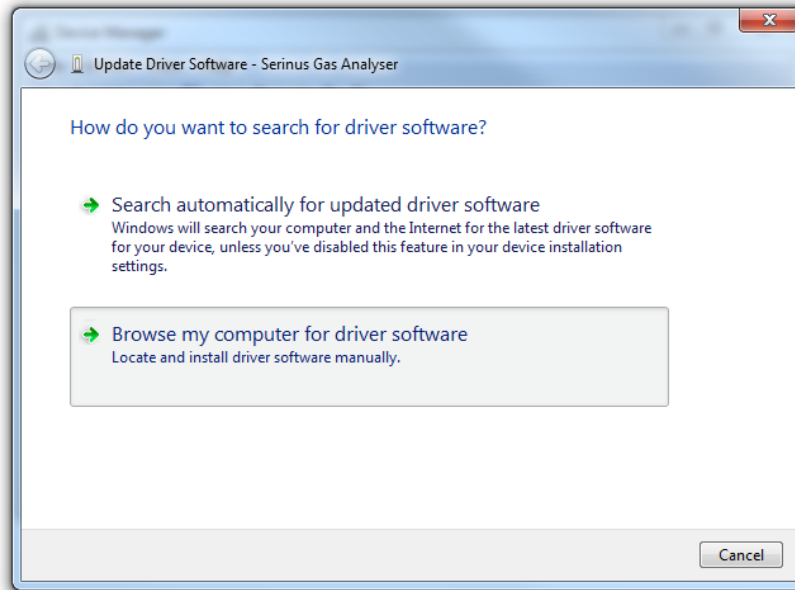 Device Manager
Update Driver Software - Serinus Gas Analyser
How do you want to search for driver software?
Search automatically for updated driver software
Windows will search your computer and the Internet for the latest driver software
for your device, unless you've disabled this feature in your device installation
settings.
Browse my computer for driver software
Locate and install driver software manually.
Cancel